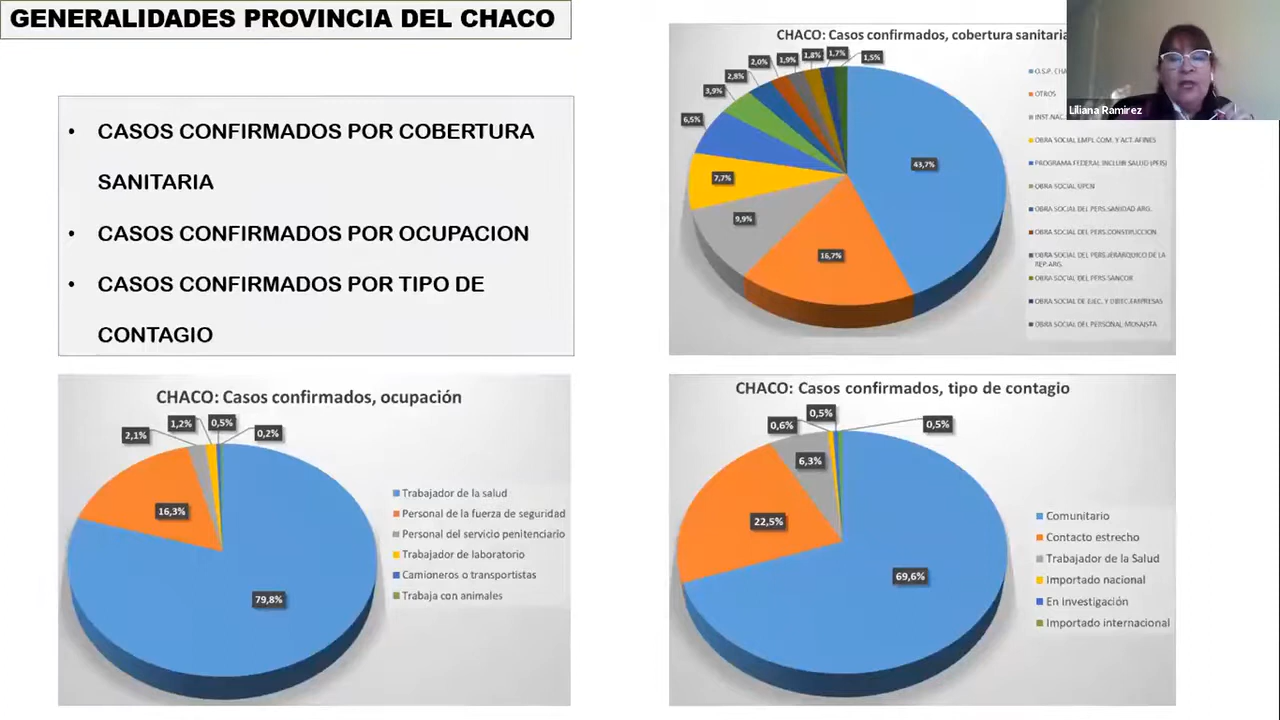 GENERALIDADES PROVINCIA DEL CHACO
• CASOS CONFIRMADOS POR COBERTURA
SANITARIA
• CASOS CONFIRMADOS POR OCUPACION
• CASOS CONFIRMADOS POR TIPO DE
CONTAGIO
CHACO: Casos confirmados, cobertura sanitaria
43,7%
16,7%
9,9%
7,7%
6,5%
3,9%
2,8%
2,0%
1,9%
1,8%
1,7%
1,5%
O.S.P.
OTROS
INST.NAC.
OBRA SOCIAL EMPL.COM. Y ACT.AFINES
PROGRAMA FEDERAL INCLUIR SALUD (PFIS)
OBRA SOCIAL UPCN
OBRA SOCIAL DEL PERS.SANIDAD ARG.
OBRA SOCIAL DEL PERS.CONSTRUCCION
OBRA SOCIAL DEL PERS.JERARQUICO DE LA
REP.ARG.
OBRA SOCIAL DEL PERS.SANCOR
OBRA SOCIAL DE EJEC. Y DIREC.EMPRESAS
OBRA SOCIAL DEL PERSONAL MOSAISTA
Liliana Ramirez
CHACO: Casos confirmados, ocupación
79,8%
16,3%
2,1%
1,2%
0,5%
0,2%
Trabajador de la salud
Personal de la fuerza de seguridad
Personal del servicio penitenciario
Trabajador de laboratorio
Camioneros o transportistas
Trabaja con animales
CHACO: Casos confirmados, tipo de contagio
69,6%
22,5%
6,3%
0,6%
0,5%
0,5%
Comunitario
Contacto estrecho
Trabajador de la Salud
Importado nacional
En investigación
Importado internacional